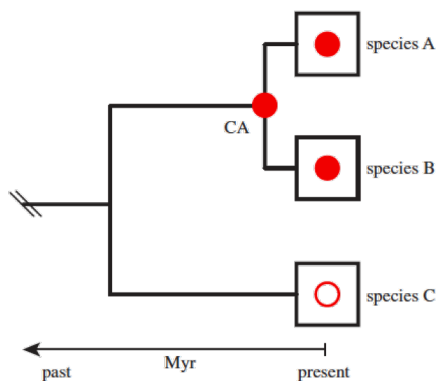 species A
CA
species B
species C
Myr
past
present